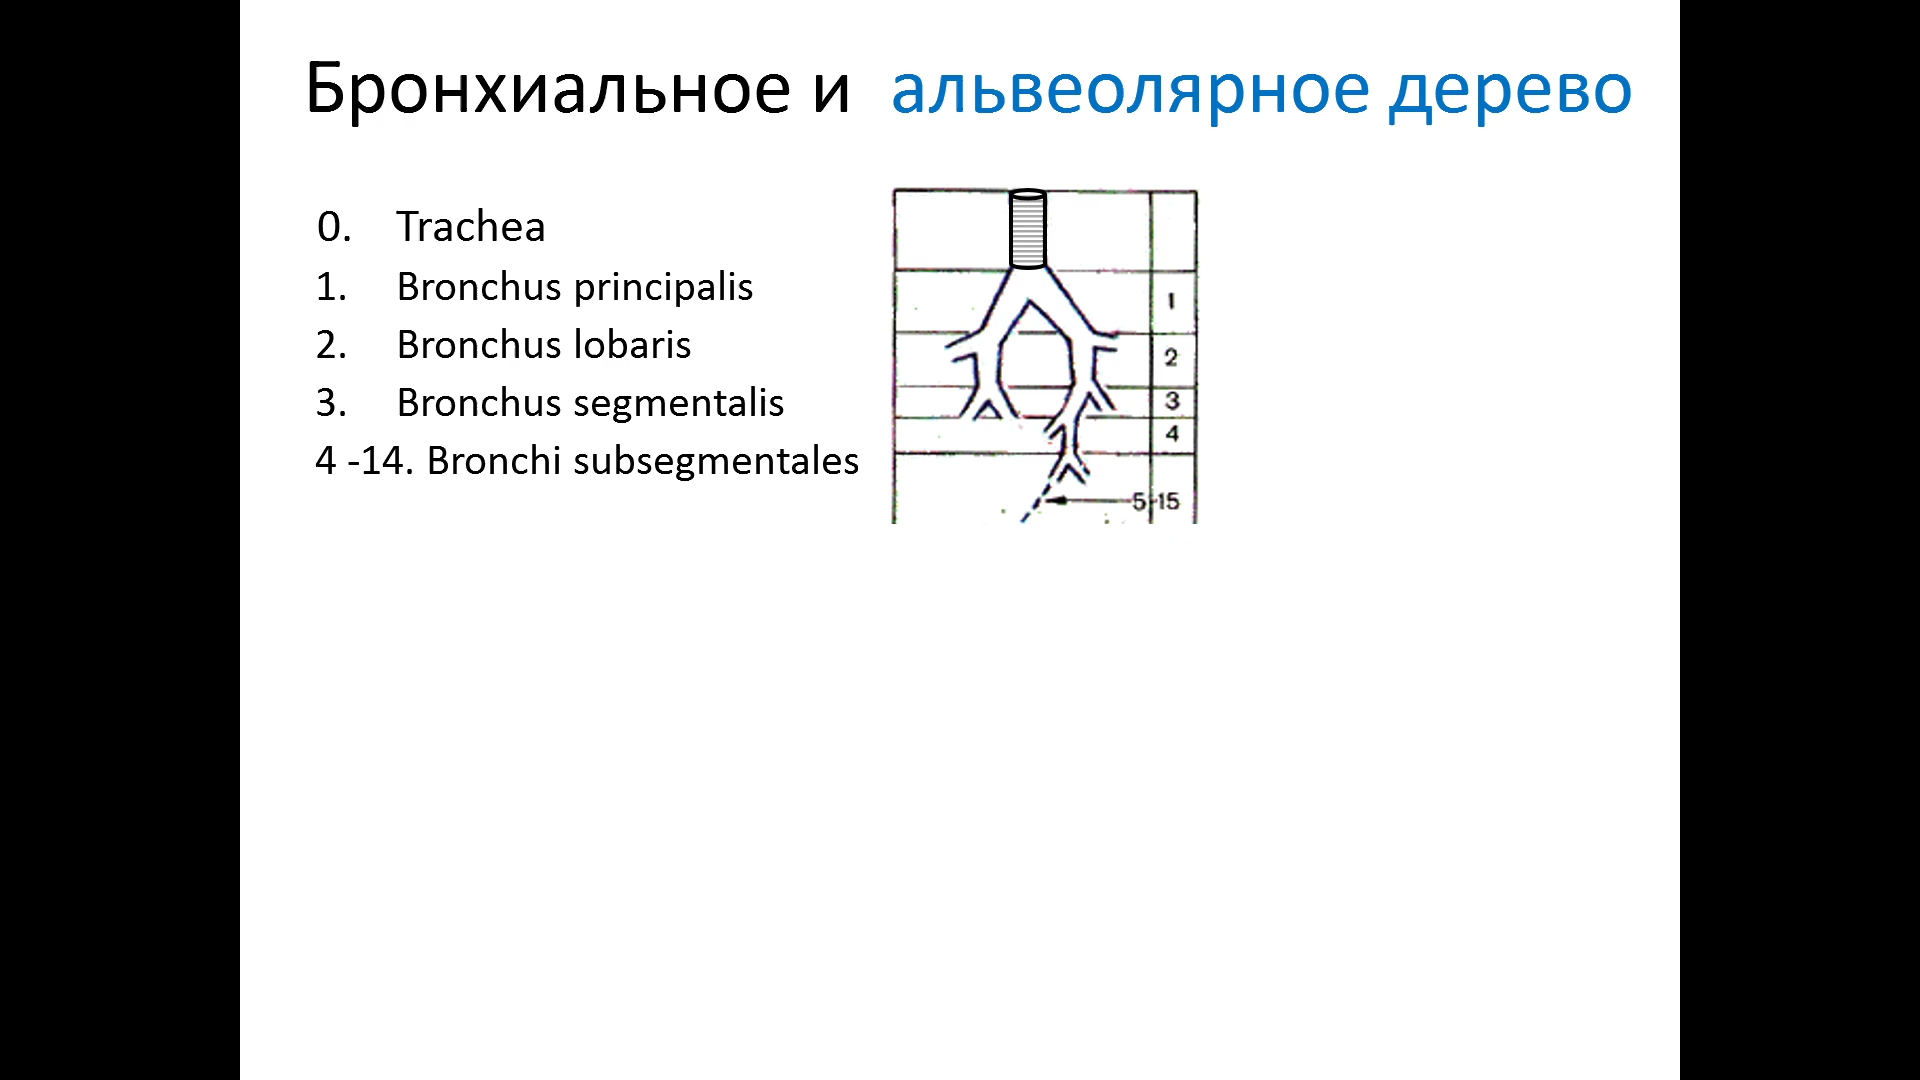 Бронхиальное и альвеолярное дерево
0. Trachea
1. Bronchus principalis
2. Bronchus lobaris
3. Bronchus segmentalis
4 -14. Bronchi subsegmentales
1
2
3
4
5-15